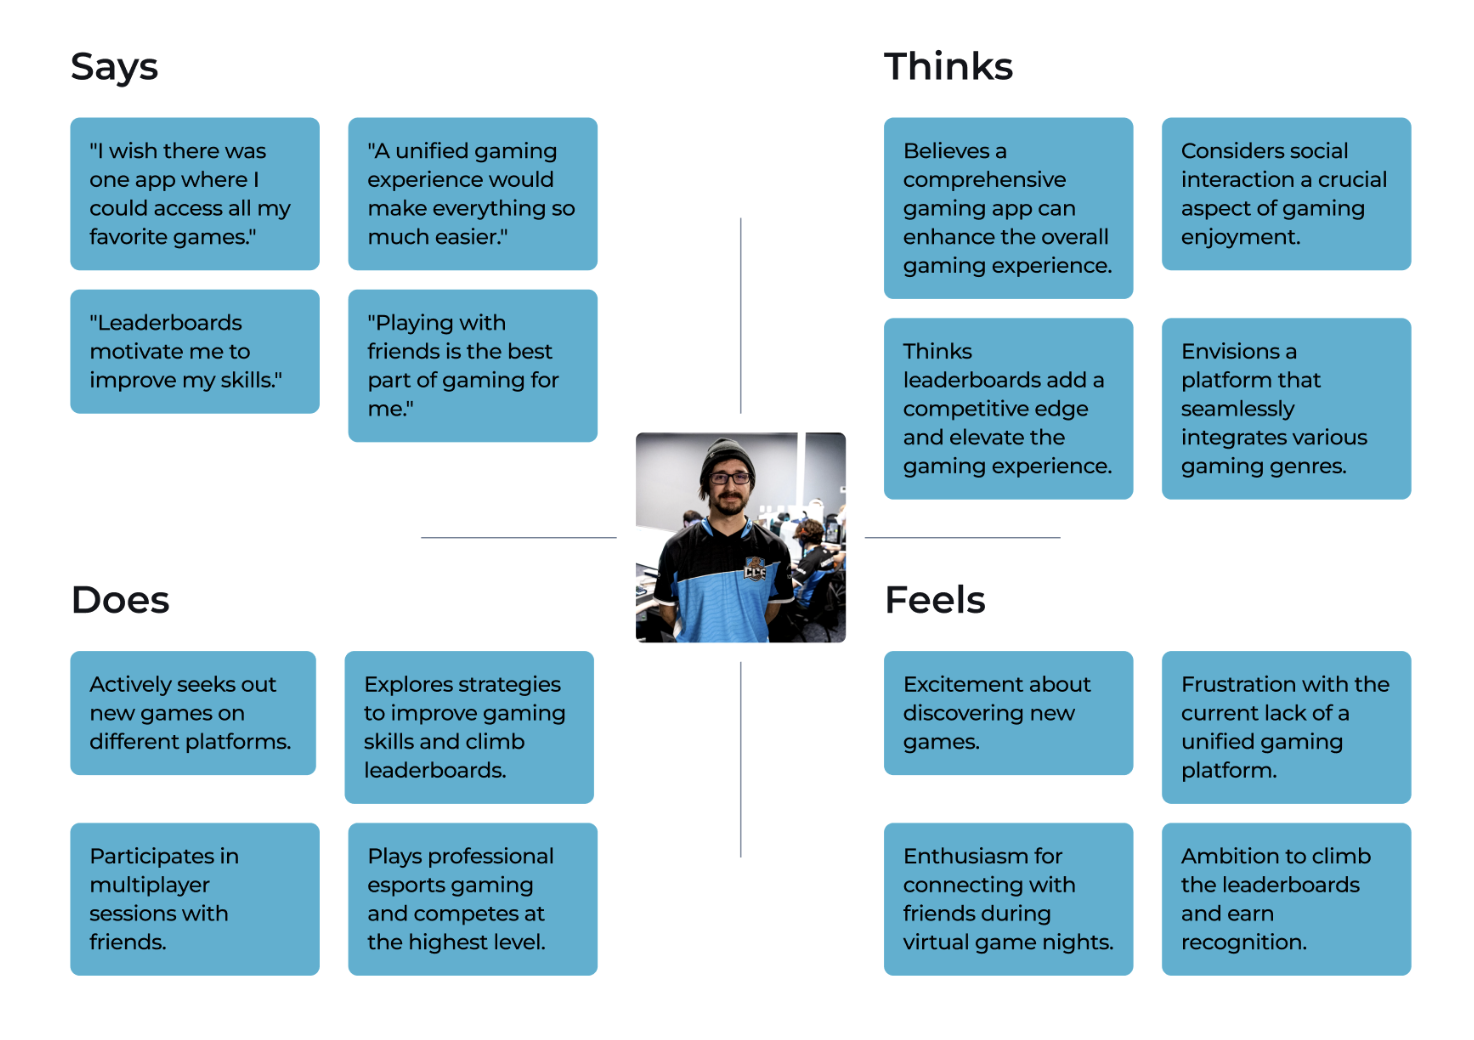 Says
"I wish there was
one app where I
could access all my
favorite games."
"A unified gaming
experience would
make everything so
much easier."
"Leaderboards
motivate me to
improve my skills."
"Playing with
friends is the best
part of gaming for
me."
Thinks
Believes a
comprehensive
gaming app can
enhance the overall
gaming experience.
Considers social
interaction a crucial
aspect of gaming
enjoyment.
Thinks
leaderboards add a
competitive edge
and elevate the
gaming experience.
Envisions a
platform that
seamlessly
integrates various
gaming genres.
CCS
Does
Actively seeks out
new games on
different platforms.
Explores strategies
to improve gaming
skills and climb
leaderboards.
Participates in
multiplayer
sessions with
friends.
Plays professional
esports gaming
and competes at
the highest level.
Feels
Excitement about
discovering new
games.
Frustration with the
current lack of a
unified gaming
platform.
Enthusiasm for
connecting with
friends during
virtual game nights.
Ambition to climb
the leaderboards
and earn
recognition.